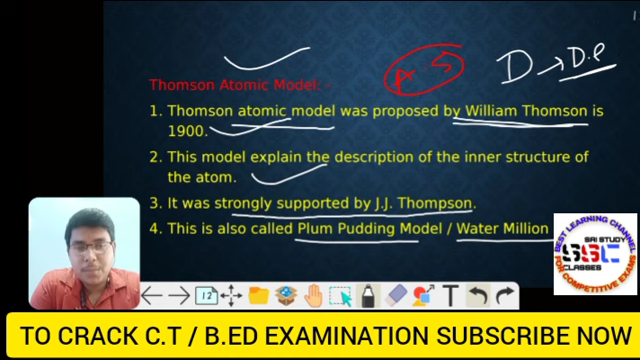 D → D.P
Thomson Atomic Model: -
1. Thomson atomic model was proposed by William Thomson is
1900.
2. This model explain the description of the inner structure of
the atom.
3. It was strongly supported by J.J. Thompson.
4. This is also called Plum Pudding Model / Water Million
BEST LEARNING CHANNEL
SAI STUDY
SSC
CLASSES
FOR COMPETITIVE EXAMS
12
T
TO CRACK C.T / B.ED EXAMINATION SUBSCRIBE NOW